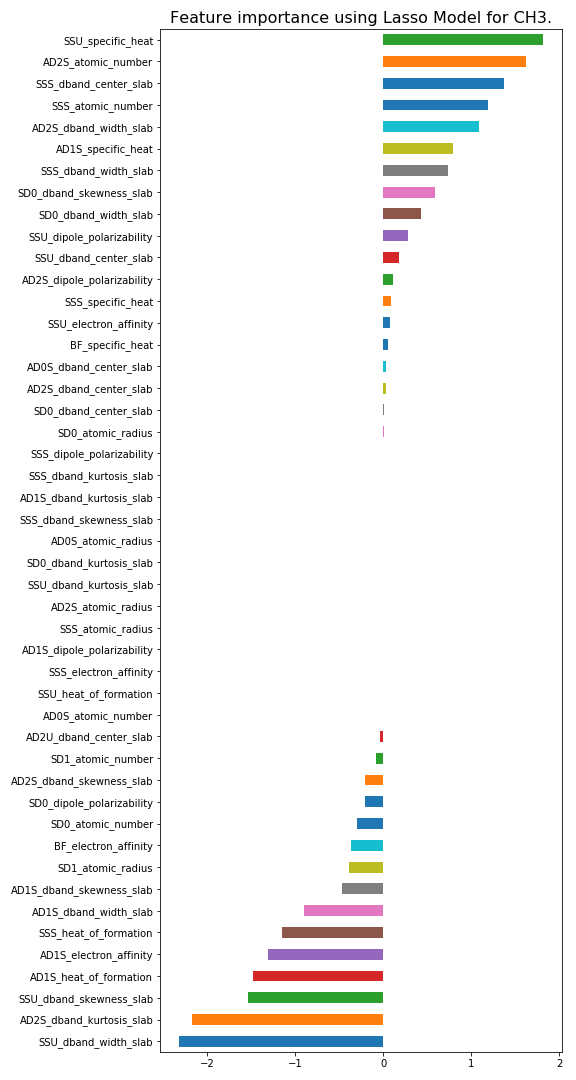 Feature importance using Lasso Model for CH3.
SSU_specific_heat
AD2S_atomic_number
SSS_dband_center_slab
SSS_atomic_number
AD2S_dband_width_slab
AD1S_specific_heat
SSS_dband_width_slab
SD0_dband_skewness_slab
SD0_dband_width_slab
SSU_dipole_polarizability
SSU_dband_center_slab
AD2S_dipole_polarizability
SSS_specific_heat
SSU_electron_affinity
BF_specific_heat
AD0S_dband_center_slab
AD2S_dband_center_slab
SD0_dband_center_slab
SD0_atomic_radius
SSS_dipole_polarizability
SSS_dband_kurtosis_slab
AD1S_dband_kurtosis_slab
SSS_dband_skewness_slab
AD0S_atomic_radius
SD0_dband_kurtosis_slab
SSU_dband_kurtosis_slab
AD2S_atomic_radius
SSS_atomic_radius
AD1S_dipole_polarizability
SSS_electron_affinity
SSU_heat_of_formation
AD0S_atomic_number
AD2U_dband_center_slab
SD1_atomic_number
AD2S_dband_skewness_slab
SD0_dipole_polarizability
SD0_atomic_number
BF_electron_affinity
SD1_atomic_radius
AD1S_dband_skewness_slab
AD1S_dband_width_slab
SSS_heat_of_formation
AD1S_electron_affinity
AD1S_heat_of_formation
SSU_dband_skewness_slab
AD2S_dband_kurtosis_slab
SSU_dband_width_slab
−2 −1 0 1 2